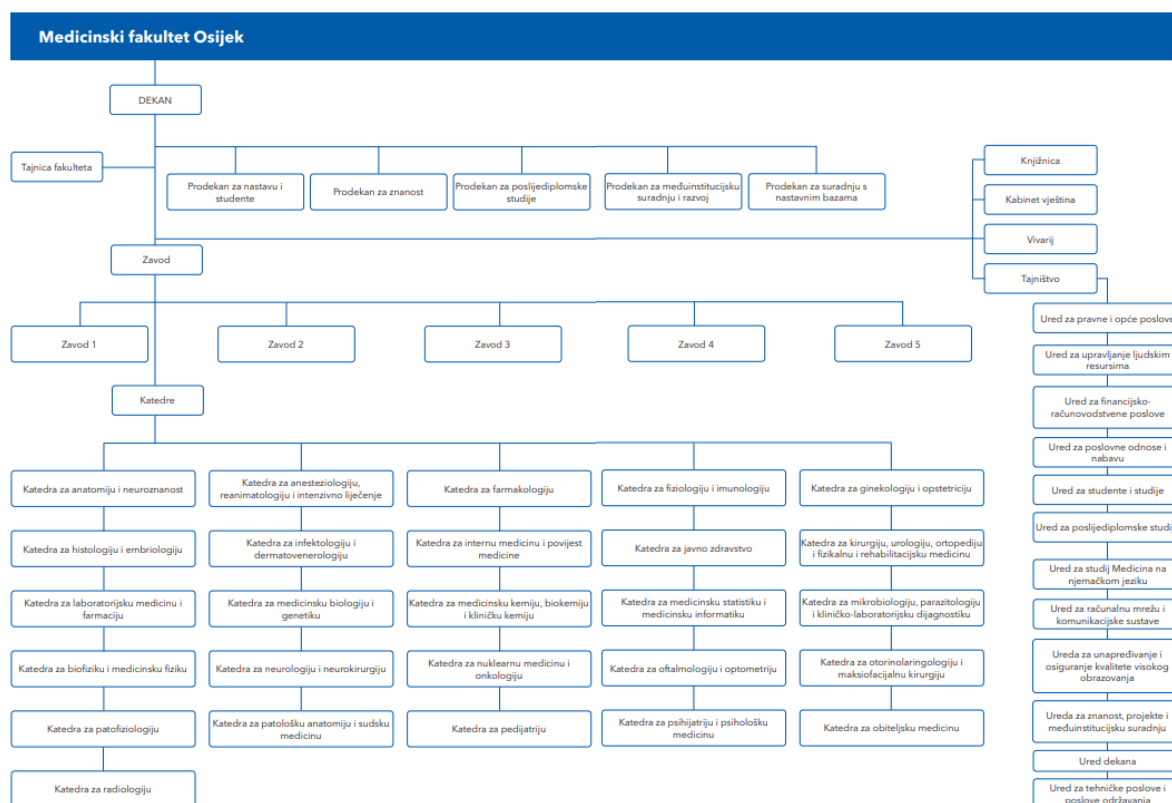 Medicinski fakultet Osijek
DEKAN
Tajnica fakulteta
Prodekan za nastavu i
studente
Prodekan za znanost
Prodekan za poslijediplomske
studije
Prodekan za međuinstitucijsku
suradnju i razvoj
Prodekan za suradnju s
nastavnim bazama
Knjižnica
Kabinet vještina
Vivarij
Tajništvo
Zavod
Zavod 1
Zavod 2
Zavod 3
Zavod 4
Zavod 5
Katedre
Katedra za anatomiju i neuroznanost
Katedra za anesteziologiju,
reanimatologiju i intenzivno liječenje
Katedra za farmakologiju
Katedra za fiziologiju i imunologiju
Katedra za ginekologiju i opstetriciju
Katedra za histologiju i embriologiju
Katedra za infektologiju i
dermatovenerologiju
Katedra za internu medicinu i povijest
medicine
Katedra za javno zdravstvo
Katedra za kirurgiju, urologiju, ortopediju
i fizikalnu i rehabilitacijsku medicinu
Katedra za laboratorijsku medicinu i
farmaciju
Katedra za medicinsku biologiju i
genetiku
Katedra za medicinsku kemiju, biokemiju
i kliničku kemiju
Katedra za medicinsku statistiku i
medicinsku informatiku
Katedra za mikrobiologiju, parazitologiju
i kliničko-laboratorijsku dijagnostiku
Katedra za biofiziku i medicinsku fiziku
Katedra za neurologiju i neurokirurgiju
Katedra za nuklearnu medicinu i
onkologiju
Katedra za oftalmologiju i optometriju
Katedra za otorinolaringologiju i
maksiofacijalnu kirurgiju
Katedra za patofiziologiju
Katedra za patološku anatomiju i sudsku
medicinu
Katedra za pedijatriju
Katedra za psihijatriju i psihološku
medicinu
Katedra za obiteljsku medicinu
Katedra za radiologiju
Ured za pravne i opće poslove
Ured za upravljanje ljudskim
resursima
Ured za financijsko-
računovodstvene poslove
Ured za poslovne odnose i
nabavu
Ured za studente i studije
Ured za poslijediplomske studij
Ured za studij Medicina na
njemačkom jeziku
Ured za računalnu mrežu i
komunikacijske sustave
Ureda za unapređivanje i
osiguranje kvalitete visokog
obrazovanja
Ureda za znanost, projekte i
međuinstitucijsku suradnju
Ured dekana
Ured za tehničke poslove i
poslove održavanja